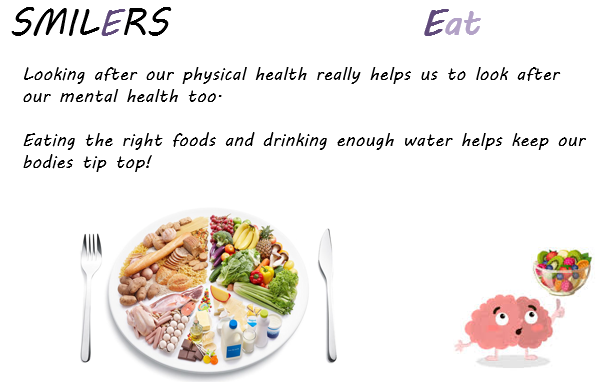 SMILERS Eat
Looking after our physical health really helps us to look after
our mental health too.
Eating the right foods and drinking enough water helps keep our
bodies tip top!